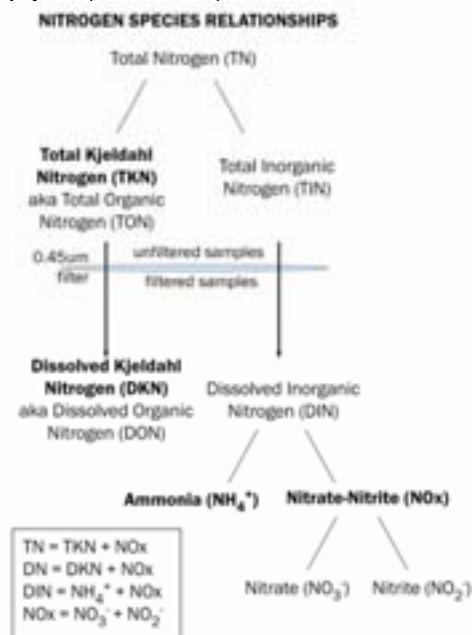 NITROGEN SPECIES RELATIONSHIPS
Total Nitrogen (TN)
Total Kjeldahl
Nitrogen (TKN)
aka Total Organic
Nitrogen (TON)
Total Inorganic
Nitrogen (TIN)
0.45um
filter
unfiltered samples
filtered samples
Dissolved Kjeldahl
Nitrogen (DKN)
aka Dissolved Organic
Nitrogen (DON)
Dissolved Inorganic
Nitrogen (DIN)
Ammonia (NH₄⁺)
Nitrate-Nitrite (NOx)
Nitrate (NO₃⁻)
Nitrite (NO₂⁻)
TN = TKN + NOx
DN = DKN + NOx
DIN = NH₄⁺ + NOx
NOx = NO₃⁻ + NO₂⁻